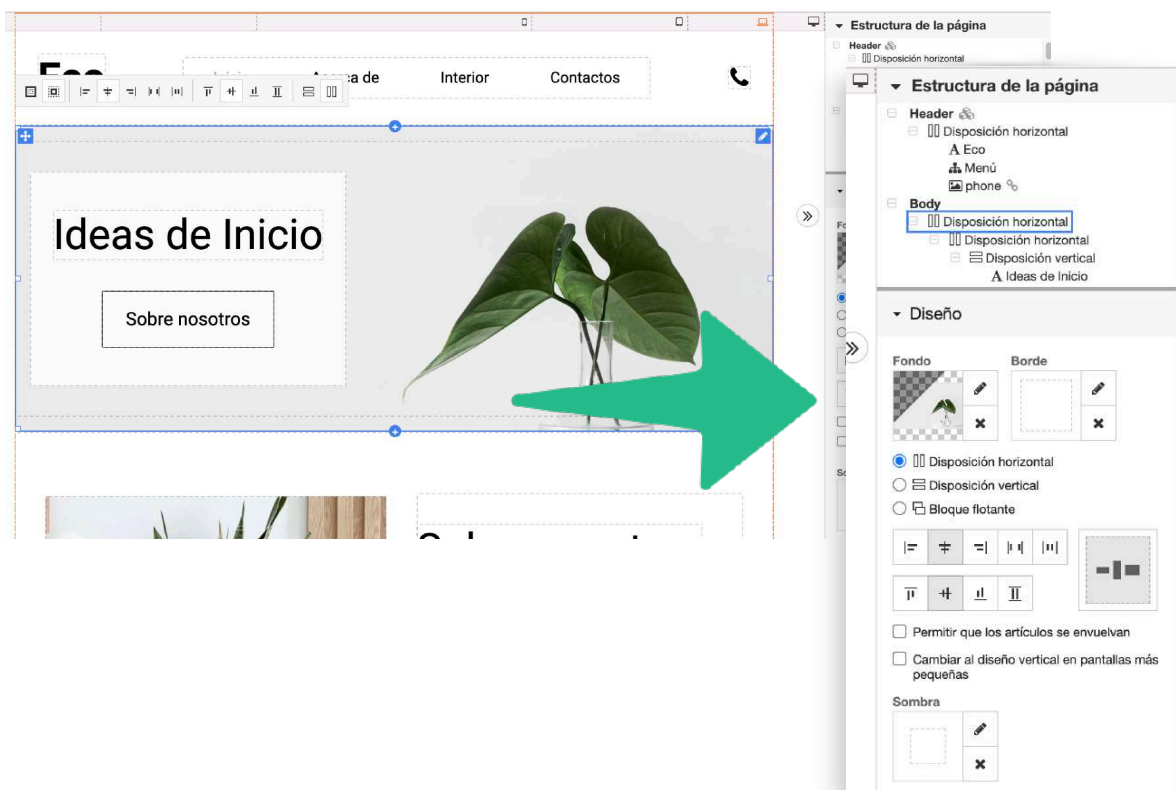 Estructura de la página
Header
Disposición horizontal
Eco
ca de
Interior
Contactos
Ideas de Inicio
Sobre nosotros
Estructura de la página
Header
Disposición horizontal
A Eco
Menú
phone
Body
Disposición horizontal
Disposición horizontal
Disposición vertical
A Ideas de Inicio
Diseño
Fondo Borde
Disposición horizontal
Disposición vertical
Bloque flotante
Permitir que los artículos se envuelvan
Cambiar al diseño vertical en pantallas más
pequeñas
Sombra